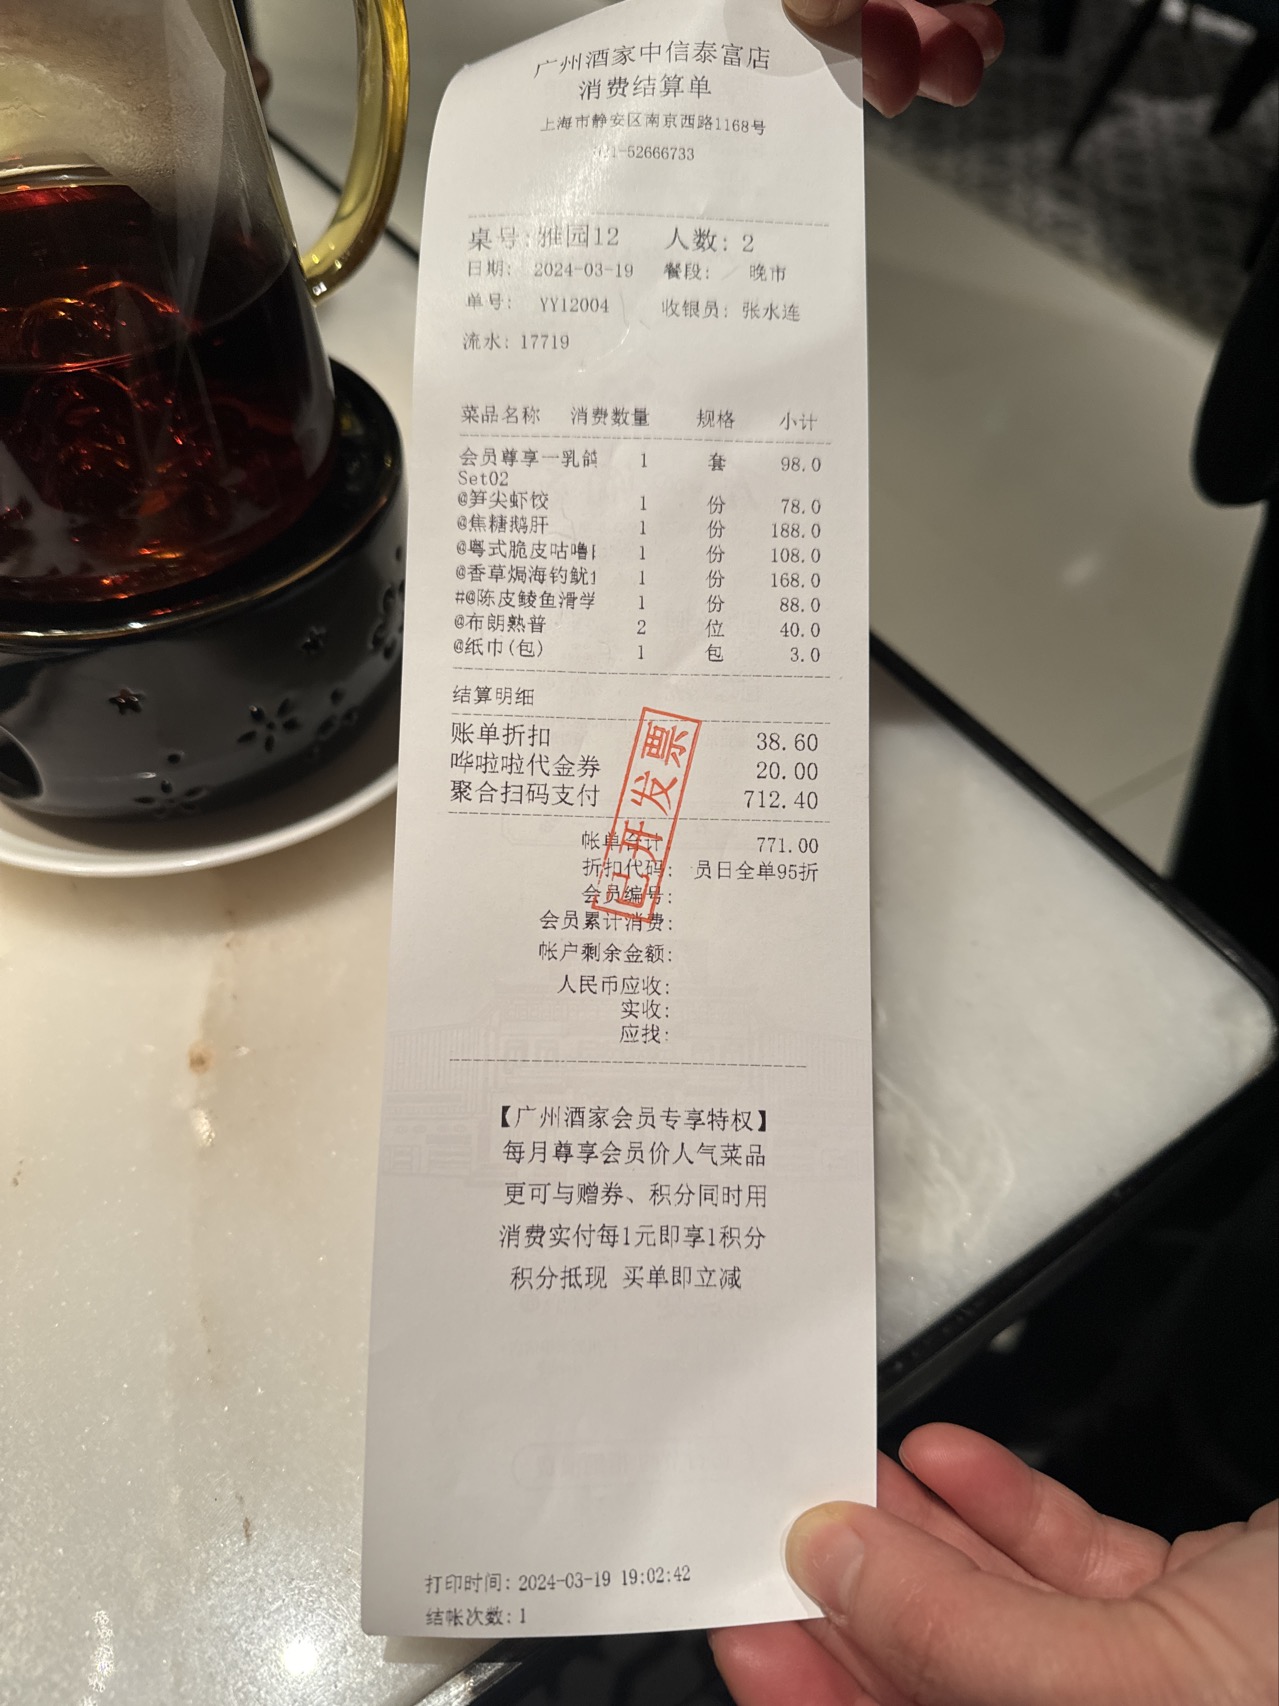 广州酒家中信泰富店
消费结算单
上海市静安区南京西路1168号
:021-52666733
桌号:雅园12 人数: 2
日期: 2024-03-19 餐段: 晚市
单号: YY12004 收银员: 张水连
流水: 17719
菜品名称 消费数量 规格 小计
会员尊享一乳鸽 1 套 98.0
Set02
@笋尖虾饺 1 份 78.0
@焦糖鹅肝 1 份 188.0
@粤式脆皮咕噜 1 份 108.0
@香草焗海钓鱿 1 份 168.0
#@陈皮鲮鱼滑学 1 份 88.0
@布朗熟普 2 位 40.0
@纸巾(包) 1 包 3.0
结算明细
账单折扣 38.60
哗啦啦代金券 20.00
聚合扫码支付 712.40
已开发票
帐单合计: 771.00
折扣代码: 员日全单95折
会员编号:
会员累计消费:
帐户剩余金额:
人民币应收:
实收:
应找:
【广州酒家会员专享特权】
每月尊享会员价人气菜品
更可与赠券、积分同时用
消费实付每1元即享1积分
积分抵现 买单即立减
打印时间: 2024-03-19 19:02:42
结帐次数: 1